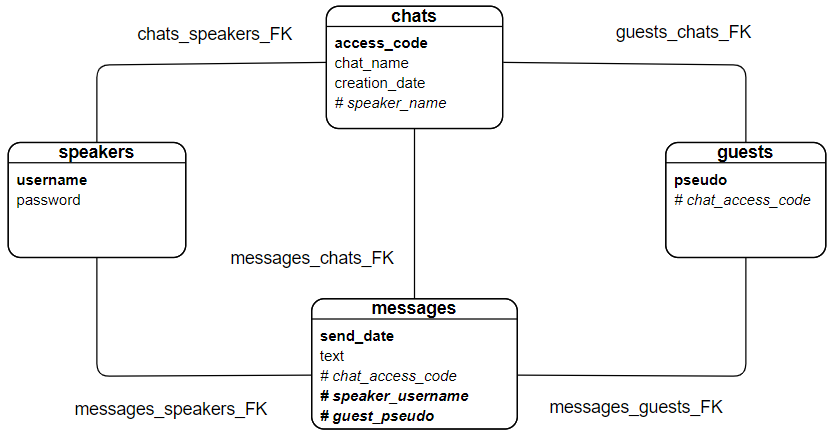 chats
chats_speakers_FK
guests_chats_FK
access_code
chat_name
creation_date
# speaker_name
speakers
username
password
guests
pseudo
# chat_access_code
messages_chats_FK
messages
send_date
text
# chat_access_code
# speaker_username
# guest_pseudo
messages_speakers_FK
messages_guests_FK